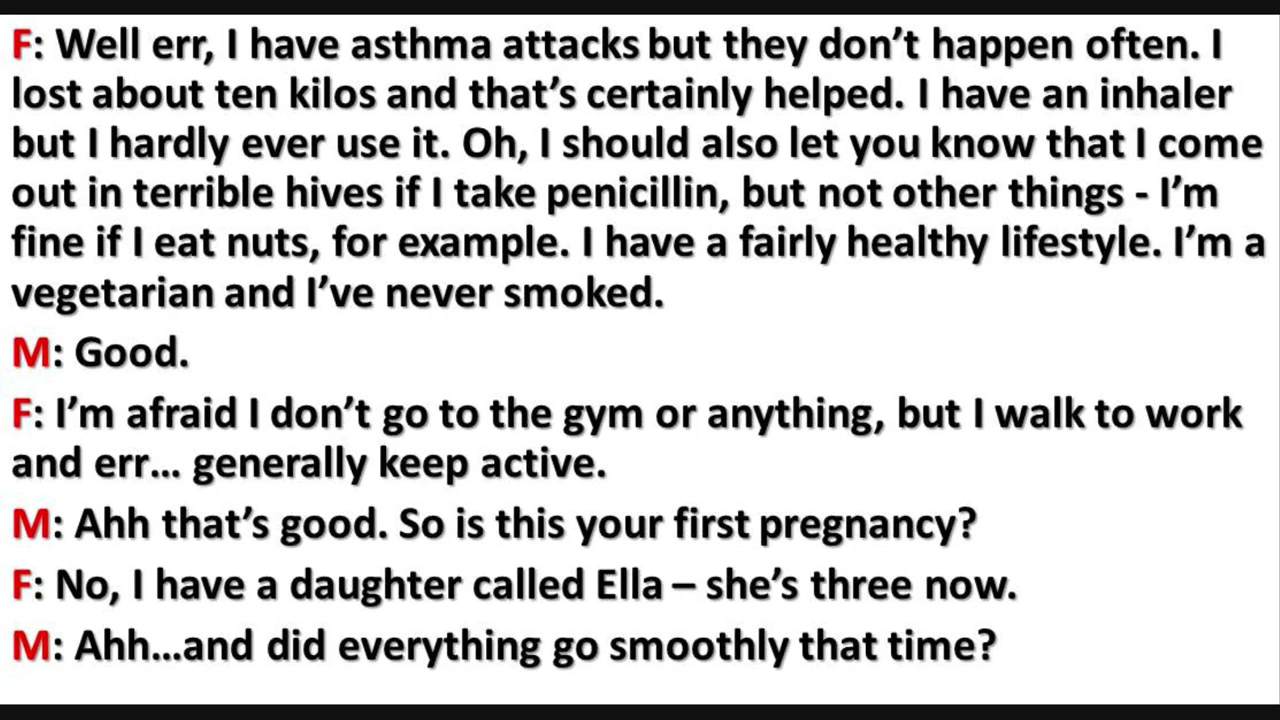 F: Well err, I have asthma attacks but they don’t happen often. I
lost about ten kilos and that’s certainly helped. I have an inhaler
but I hardly ever use it. Oh, I should also let you know that I come
out in terrible hives if I take penicillin, but not other things - I’m
fine if I eat nuts, for example. I have a fairly healthy lifestyle. I’m a
vegetarian and I’ve never smoked.
M: Good.
F: I’m afraid I don’t go to the gym or anything, but I walk to work
and err... generally keep active.
M: Ahh that’s good. So is this your first pregnancy?
F: No, I have a daughter called Ella – she’s three now.
M: Ahh...and did everything go smoothly that time?